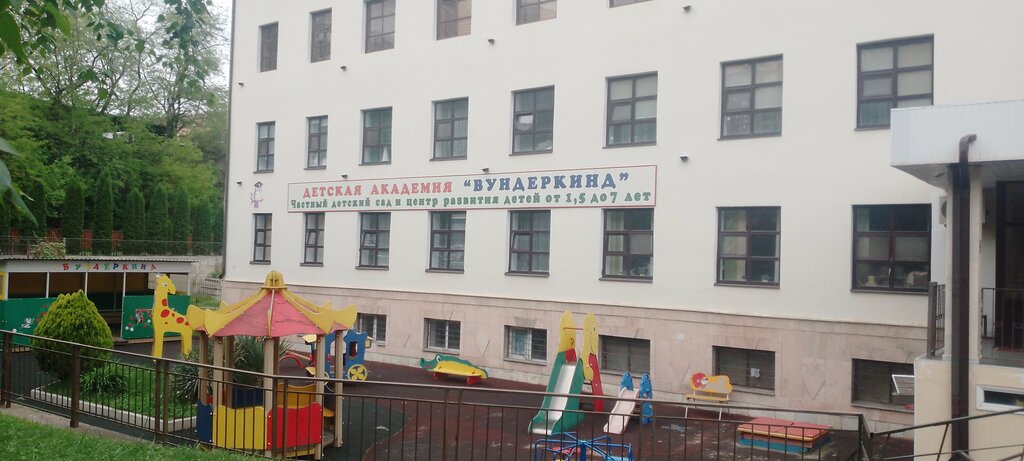 ДЕТСКАЯ АКАДЕМИЯ “ВУНДЕРКИНД”
Частный детский сад и центр развития детей от 1,5 до 7 лет
ВУНДЕРКИНД